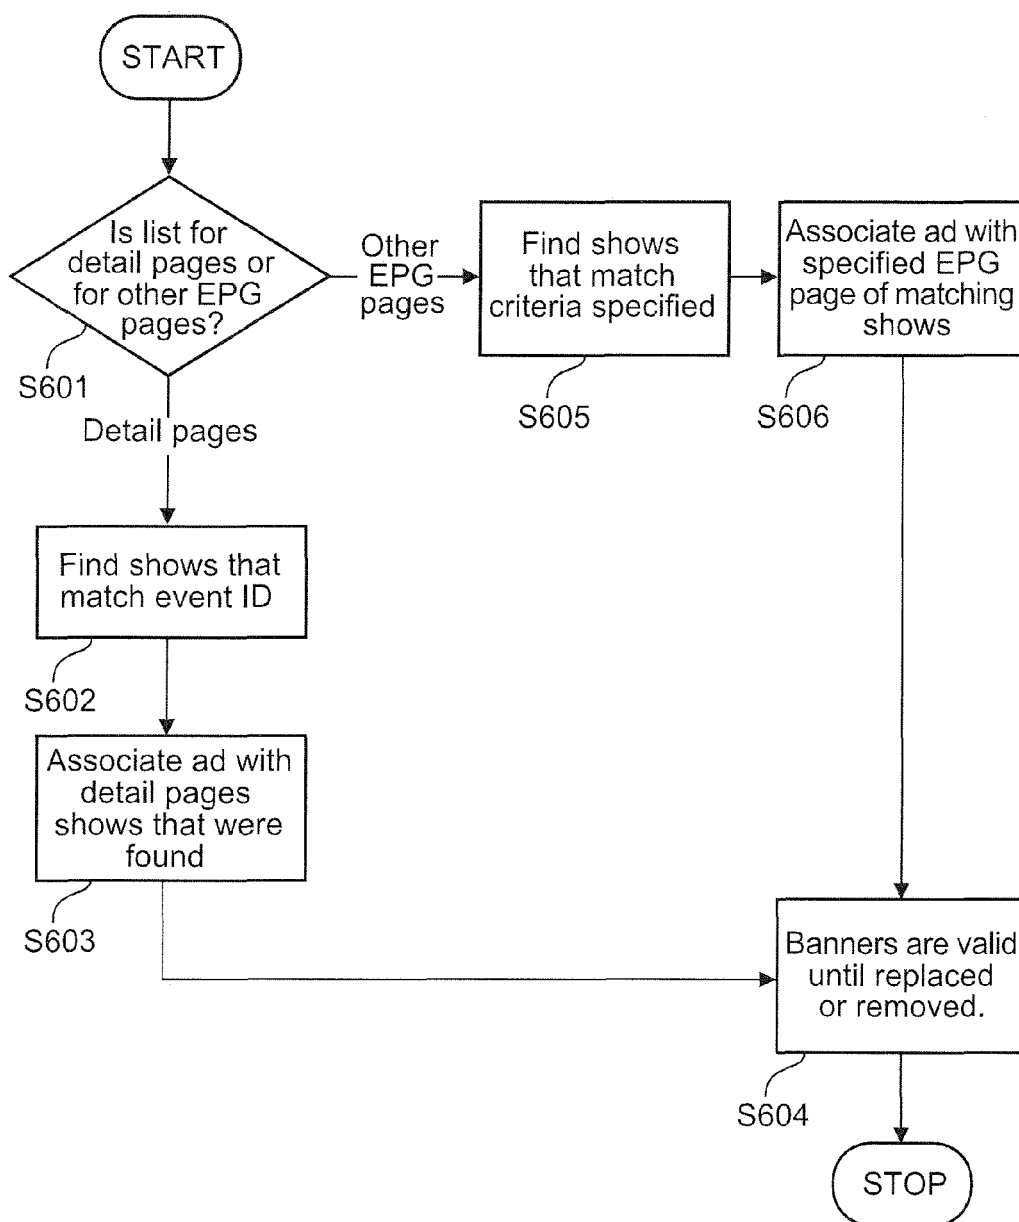 START
Is list for
detail pages or
for other EPG
pages?
S601
Other
EPG
pages
Find shows
that match
criteria specified
S605
Associate ad with
specified EPG
page of matching
shows
S606
Detail pages
Find shows that
match event ID
S602
Associate ad with
detail pages
shows that were
found
S603
Banners are valid
until replaced
or removed.
S604
STOP